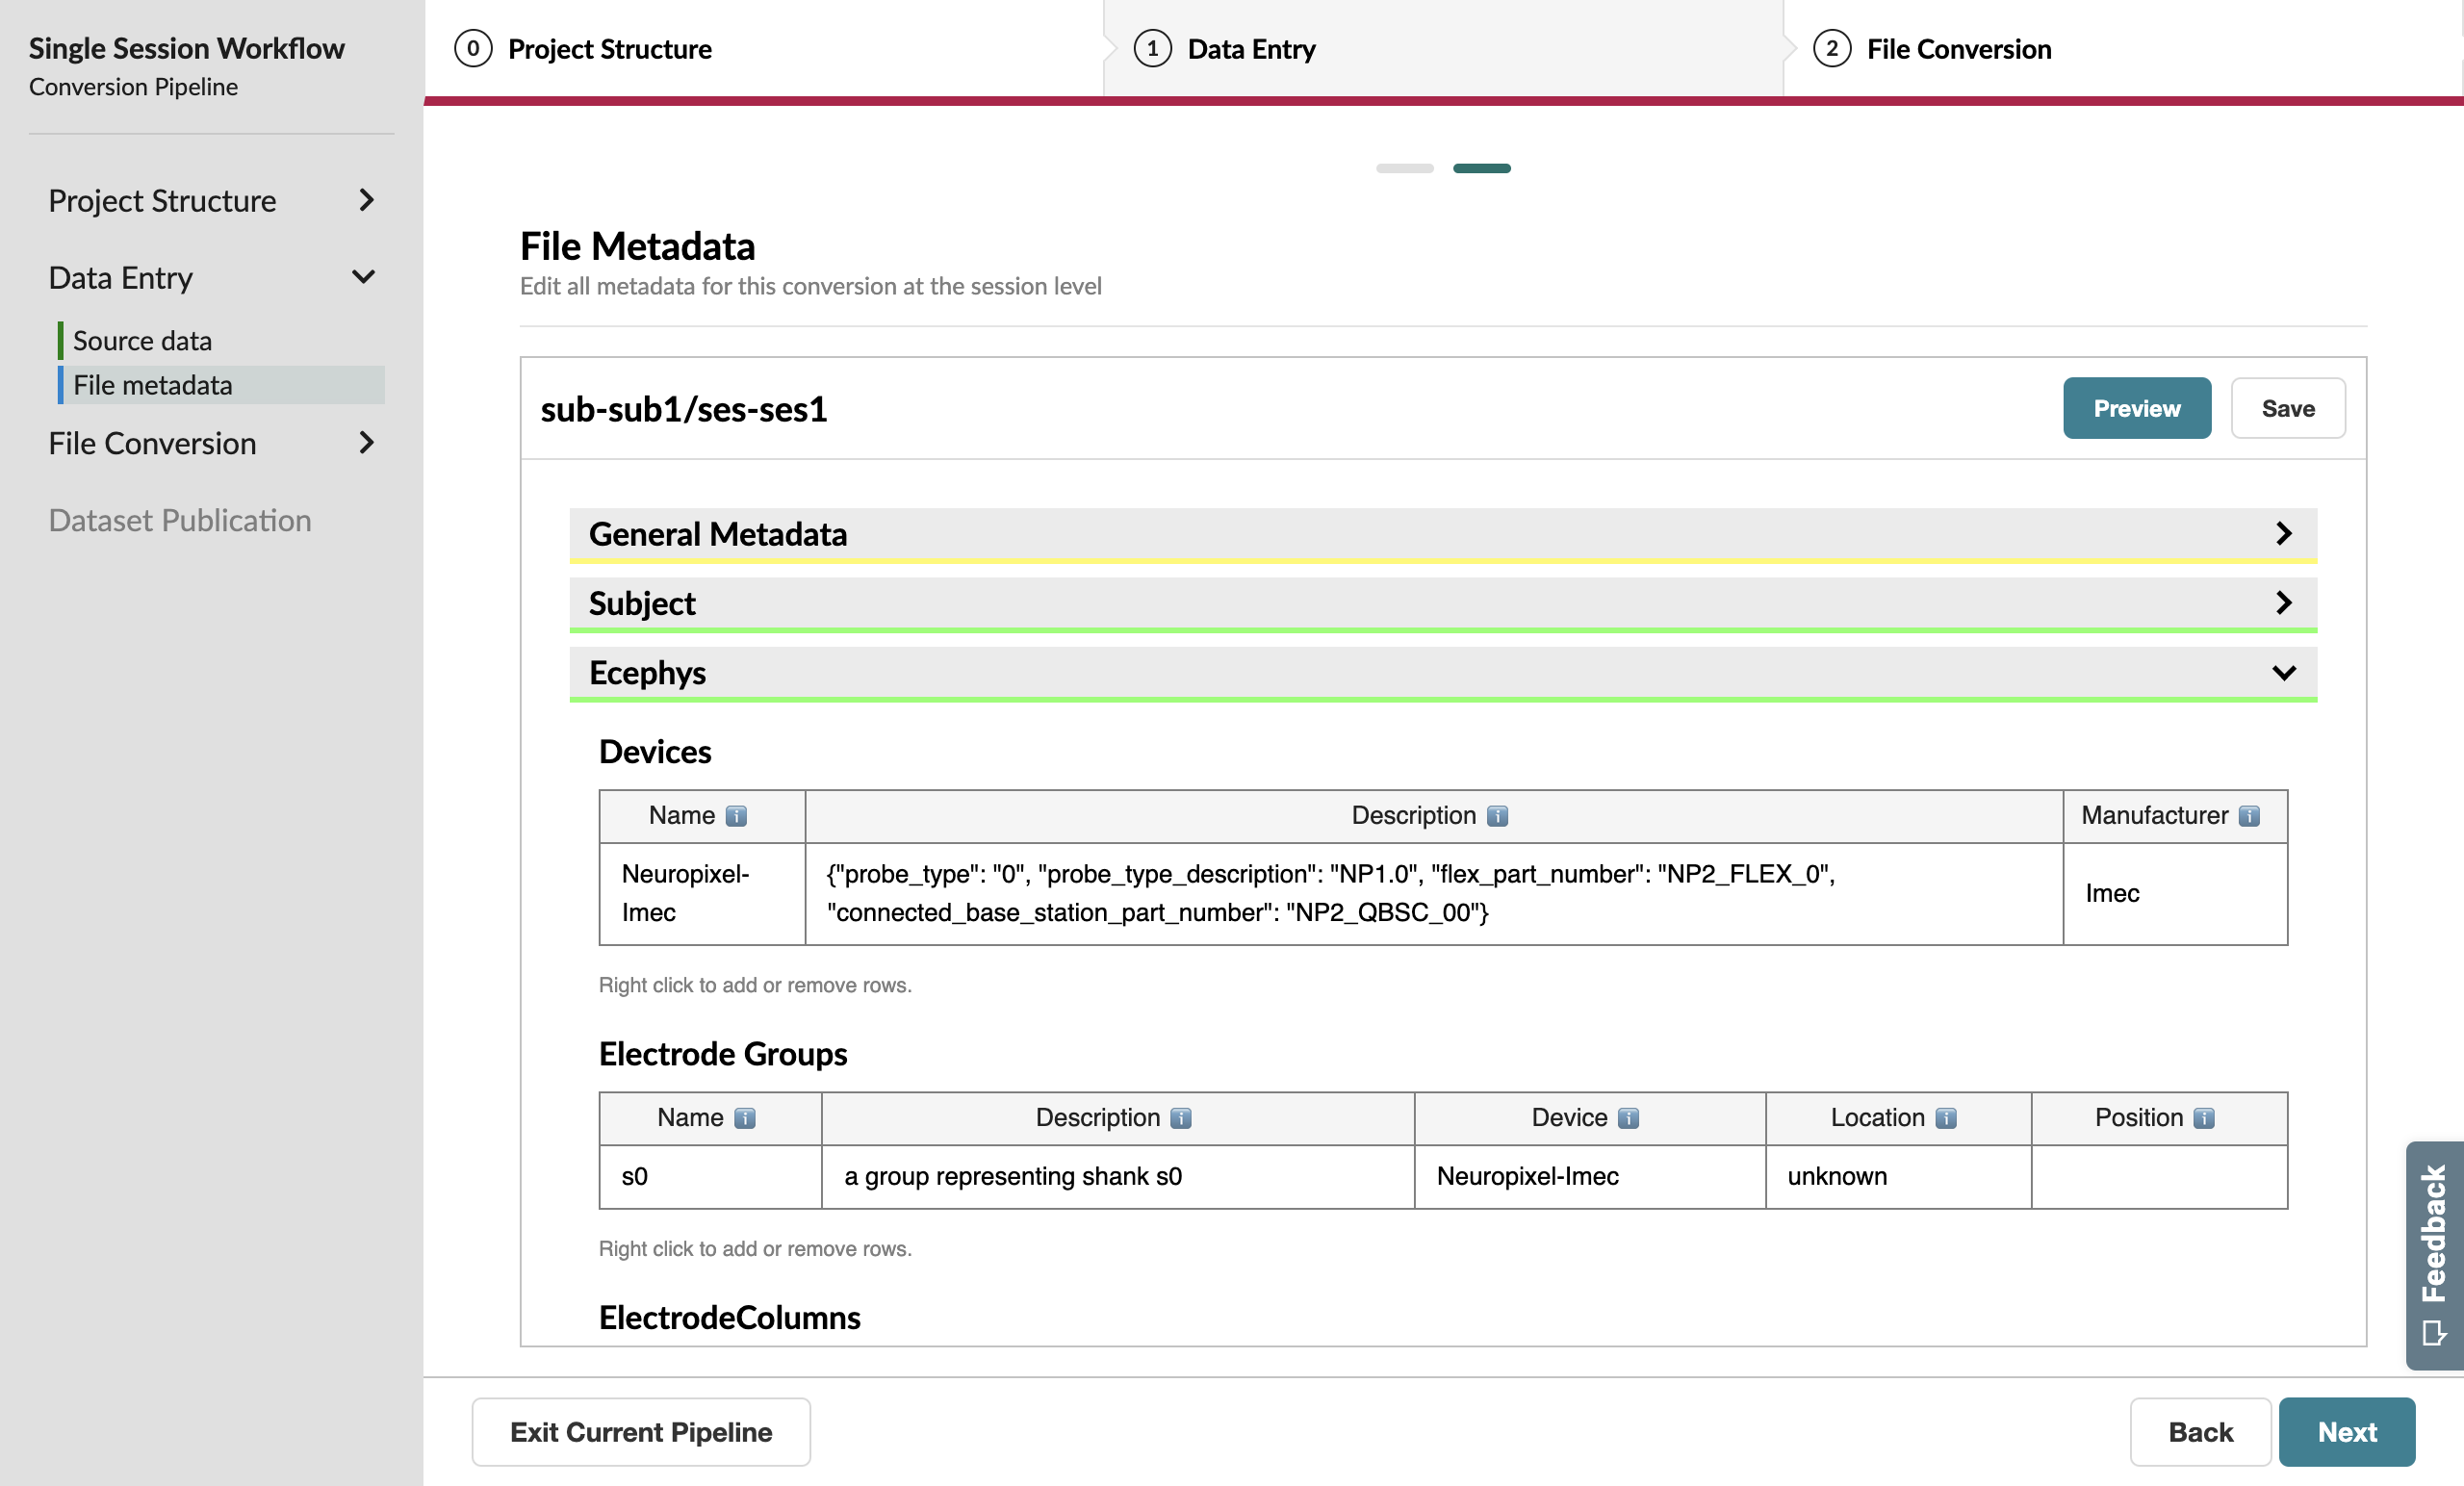 Single Session Workflow
Conversion Pipeline
Project Structure
Data Entry
Source data
File metadata
File Conversion
Dataset Publication
0 Project Structure
1 Data Entry
2 File Conversion
File Metadata
Edit all metadata for this conversion at the session level
sub-sub1/ses-ses1
Preview
Save
General Metadata
Subject
Ecephys
Devices
Name i Description i Manufacturer i
Neuropixel-
Imec
{"probe_type": "0", "probe_type_description": "NP1.0", "flex_part_number": "NP2_FLEX_0",
"connected_base_station_part_number": "NP2_QBSC_00"}
Imec
Right click to add or remove rows.
Electrode Groups
Name i Description i Device i Location i Position i
s0 a group representing shank s0 Neuropixel-Imec unknown
Right click to add or remove rows.
ElectrodeColumns
Feedback
Exit Current Pipeline
Back
Next